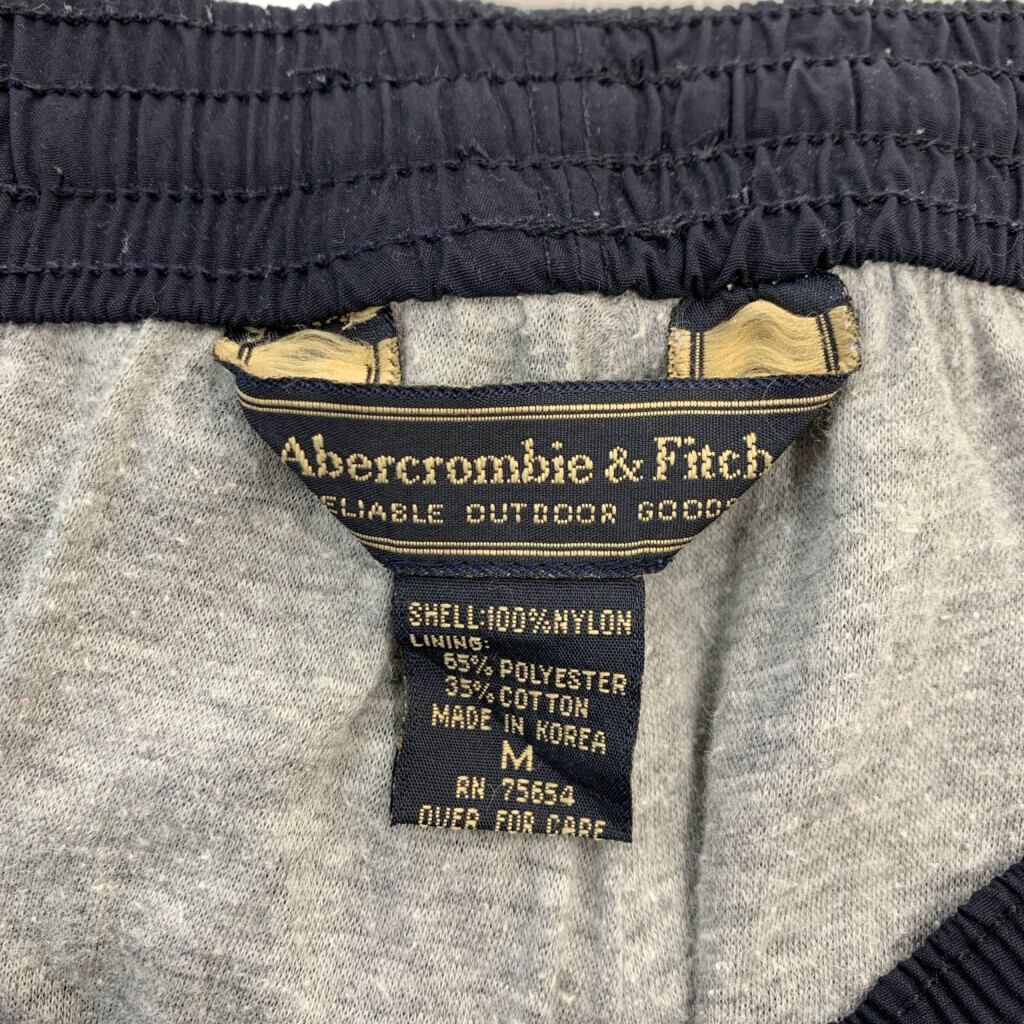 Abercrombie & Fitch
ELIABLE OUTDOOR GOODS
SHELL:100%NYLON
LINING:
65% POLYESTER
35% COTTON
MADE IN KOREA
M
RN 75654
OVER FOR CARE